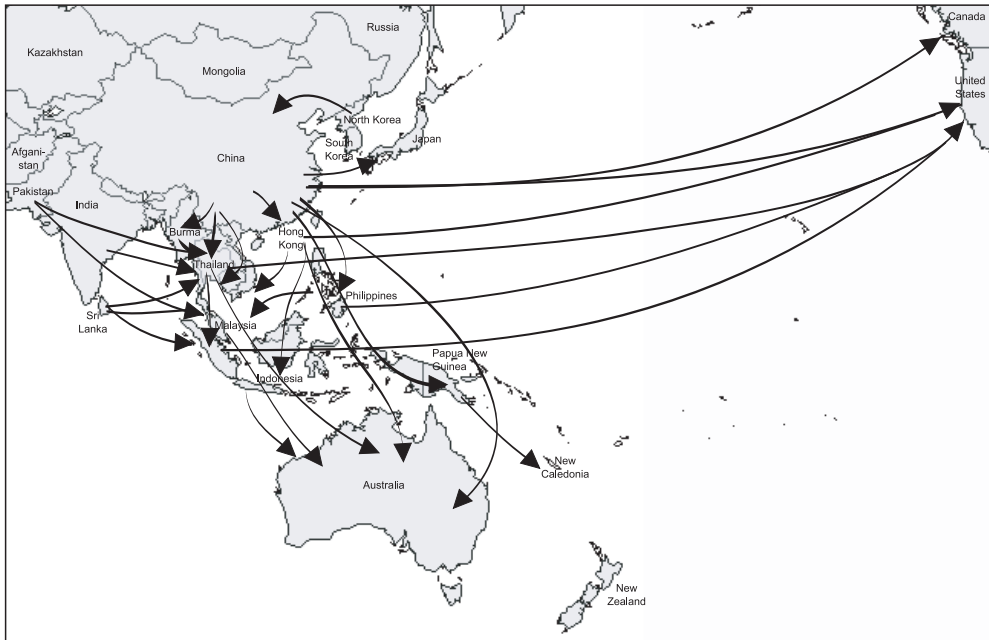 Canada
Russia
Kazakhstan
Mongolia
United
States
North Korea
Japan
South
Korea
Afgani-
stan
China
Pakistan
India
Burma
Hong
Kong
Thailand
Philippines
Sri
Lanka
Malaysia
Papua New
Guinea
Indonesia
New
Caledonia
Australia
New
Zealand